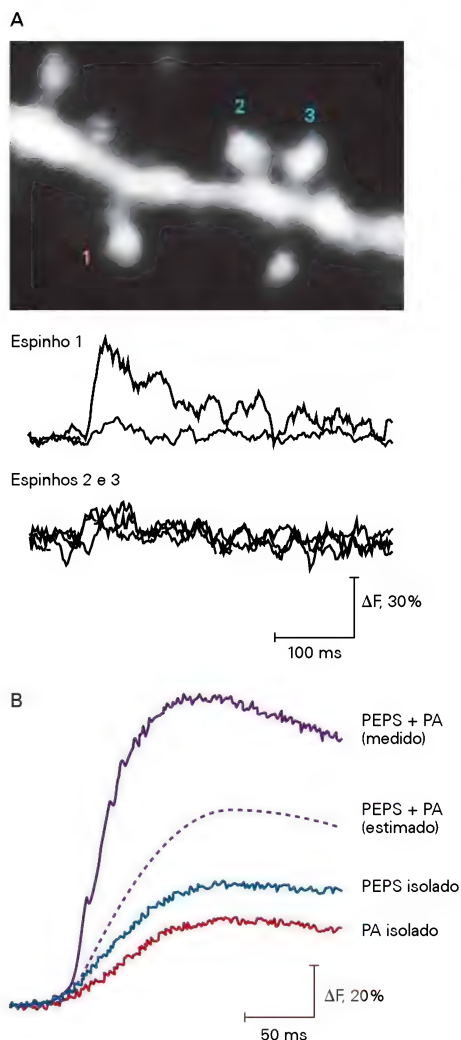 A
2
3
1
Espinho 1
Espinhos 2 e 3
ΔF, 30%
100 ms
B
PEPS + PA
(medido)
PEPS + PA
(estimado)
PEPS isolado
PA isolado
ΔF, 20%
50 ms